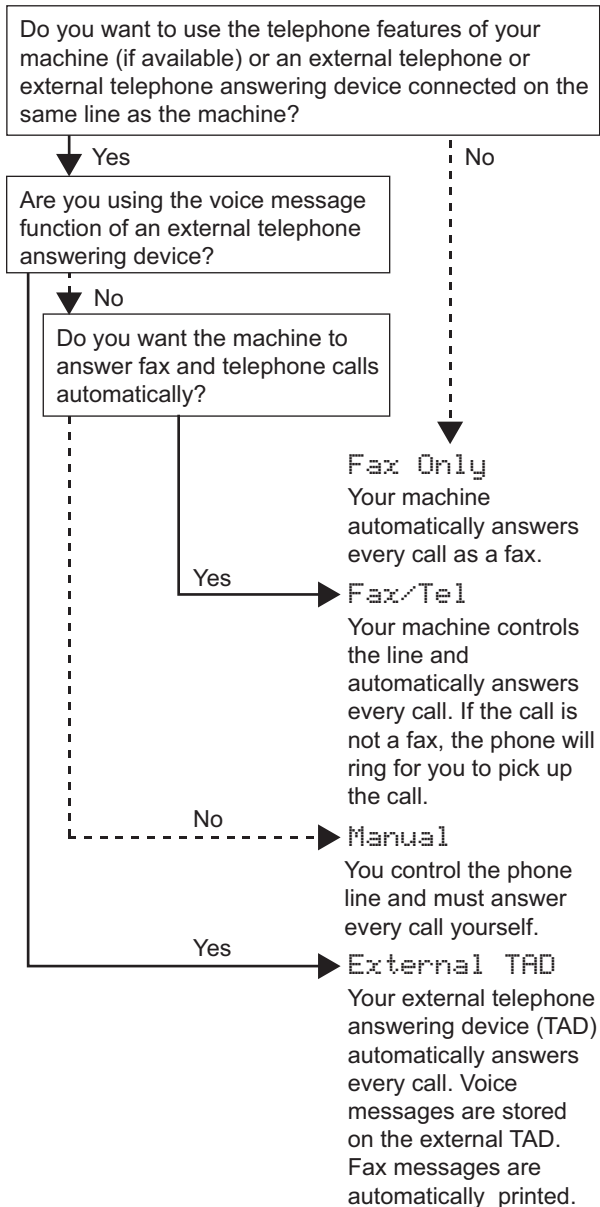 Do you want to use the telephone features of your
machine (if available) or an external telephone or
external telephone answering device connected on the
same line as the machine?
Yes
No
Are you using the voice message
function of an external telephone
answering device?
No
Do you want the machine to
answer fax and telephone calls
automatically?
Fax Only
Your machine
automatically answers
every call as a fax.
Yes
Fax/Tel
Your machine controls
the line and
automatically answers
every call. If the call is
not a fax, the phone will
ring for you to pick up
the call.
No
Manual
You control the phone
line and must answer
every call yourself.
Yes
External TAD
Your external telephone
answering device (TAD)
automatically answers
every call. Voice
messages are stored
on the external TAD.
Fax messages are
automatically printed.